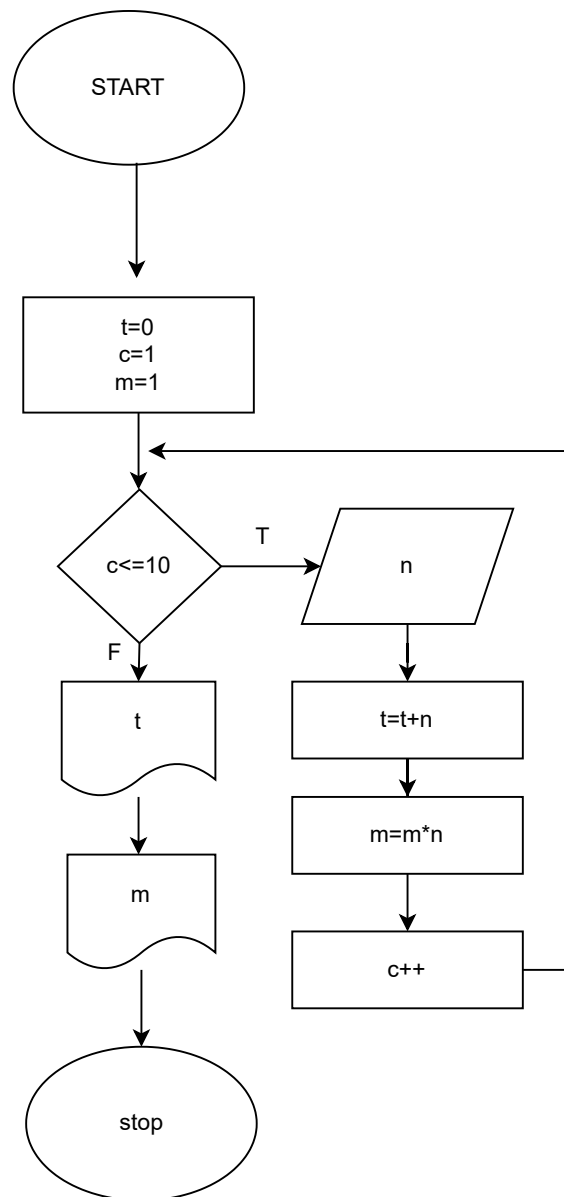 START
t=0
c=1
m=1
c<=10
T
n
F
t
t=t+n
m=m*n
m
c++
stop